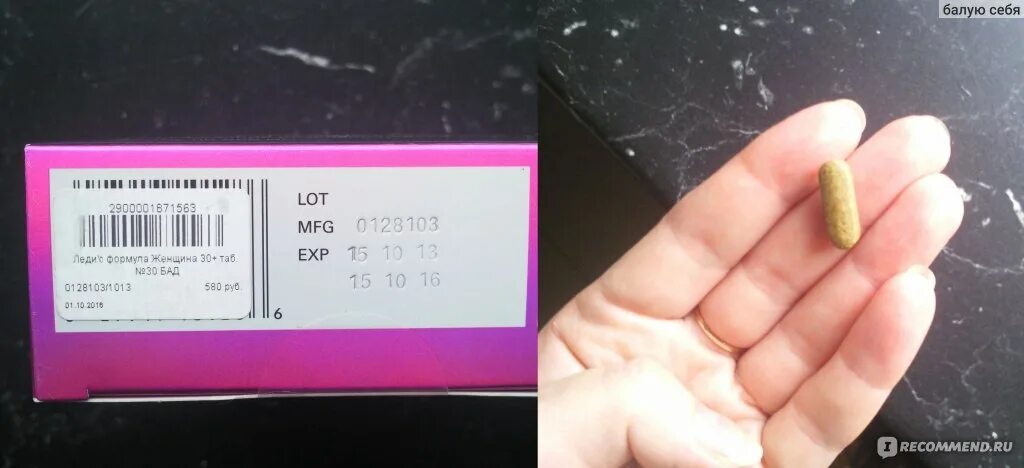 балую себя
2900001871563
Леди'с формула Женщина 30+ таб.
№30 БАД
0128103/1013 580 руб.
01.10.2016
6
LOT
MFG 0128103
EXP 15 10 13
15 10 16
IRECOMMEND.RU